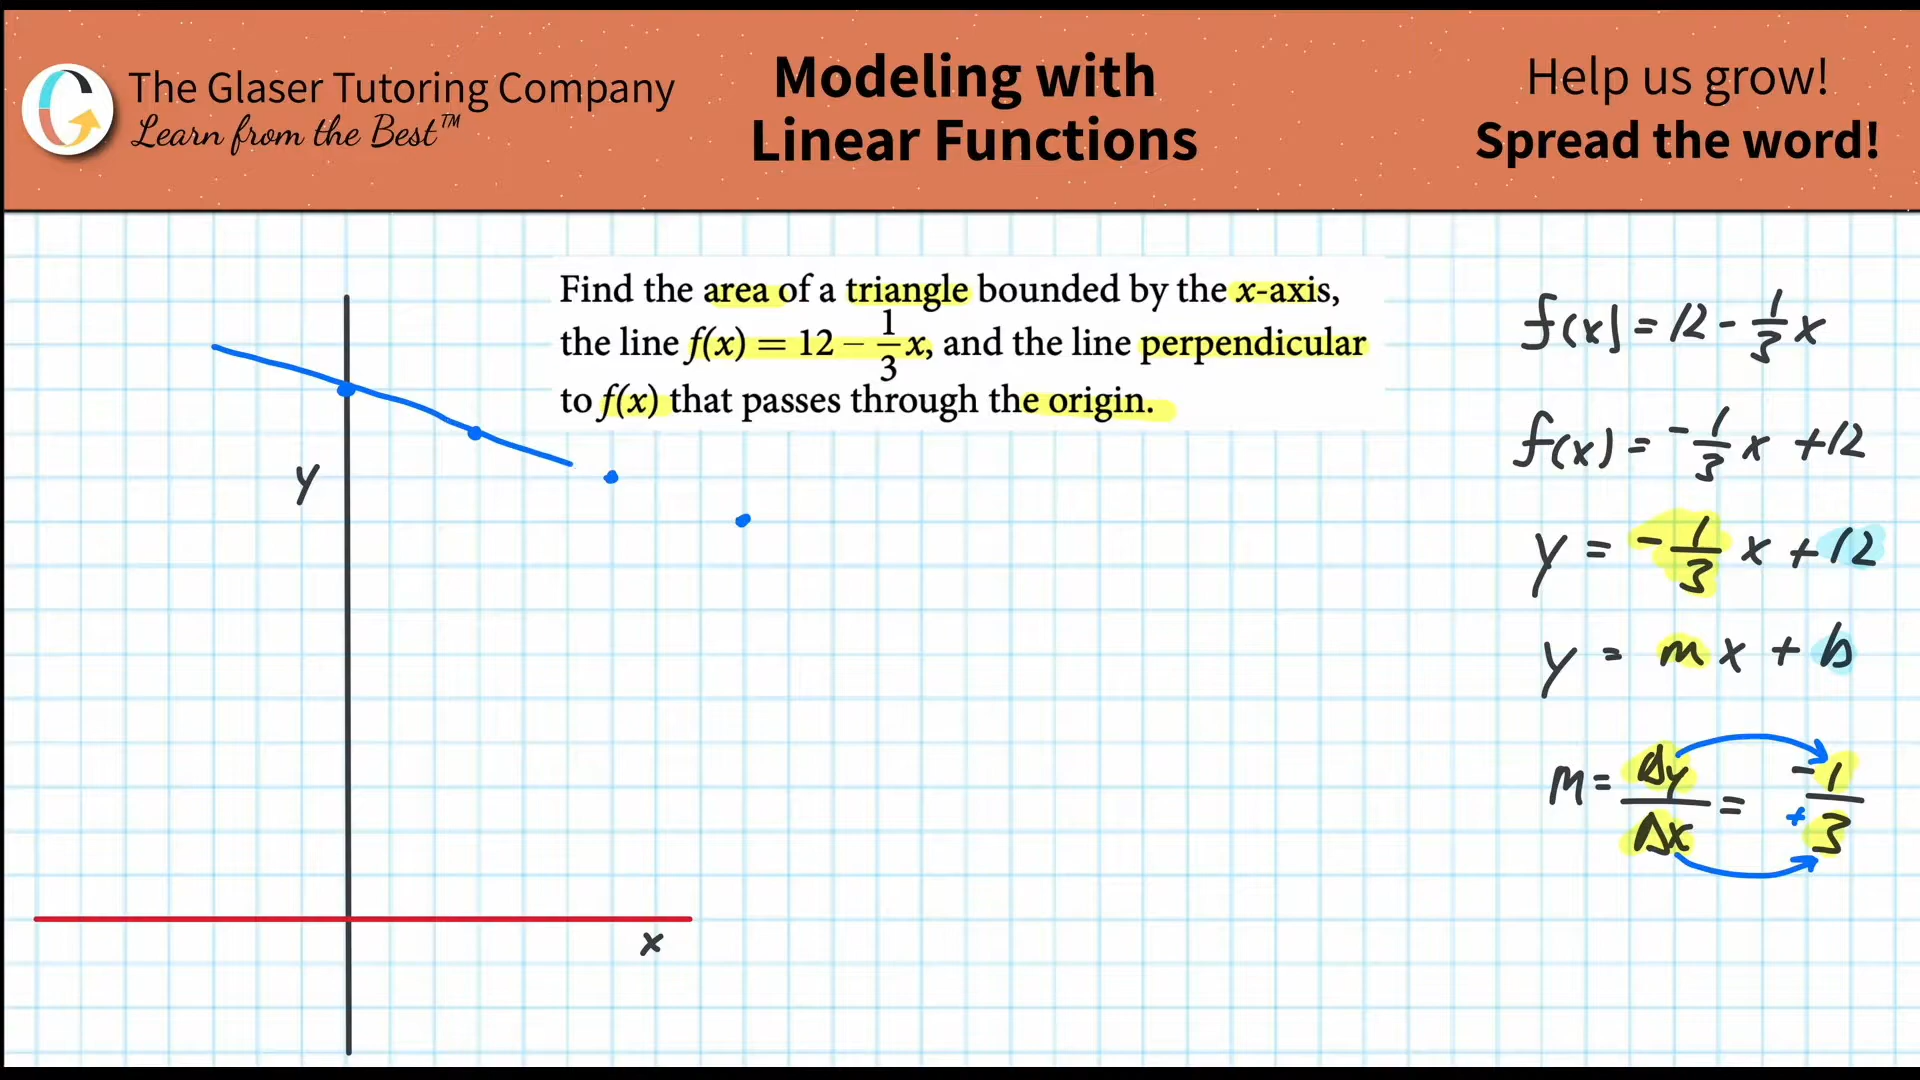 The Glaser Tutoring Company
Learn from the Best™
Modeling with
Linear Functions
Help us grow!
Spread the word!
Find the area of a triangle bounded by the x-axis,
the line f(x) = 12 − 1/3 x, and the line perpendicular
to f(x) that passes through the origin.
f(x) = 12 - 1/3 x
f(x) = -1/3 x + 12
y = -1/3 x + 12
y = mx + b
m = Δy/Δx = -1/+3
y
x